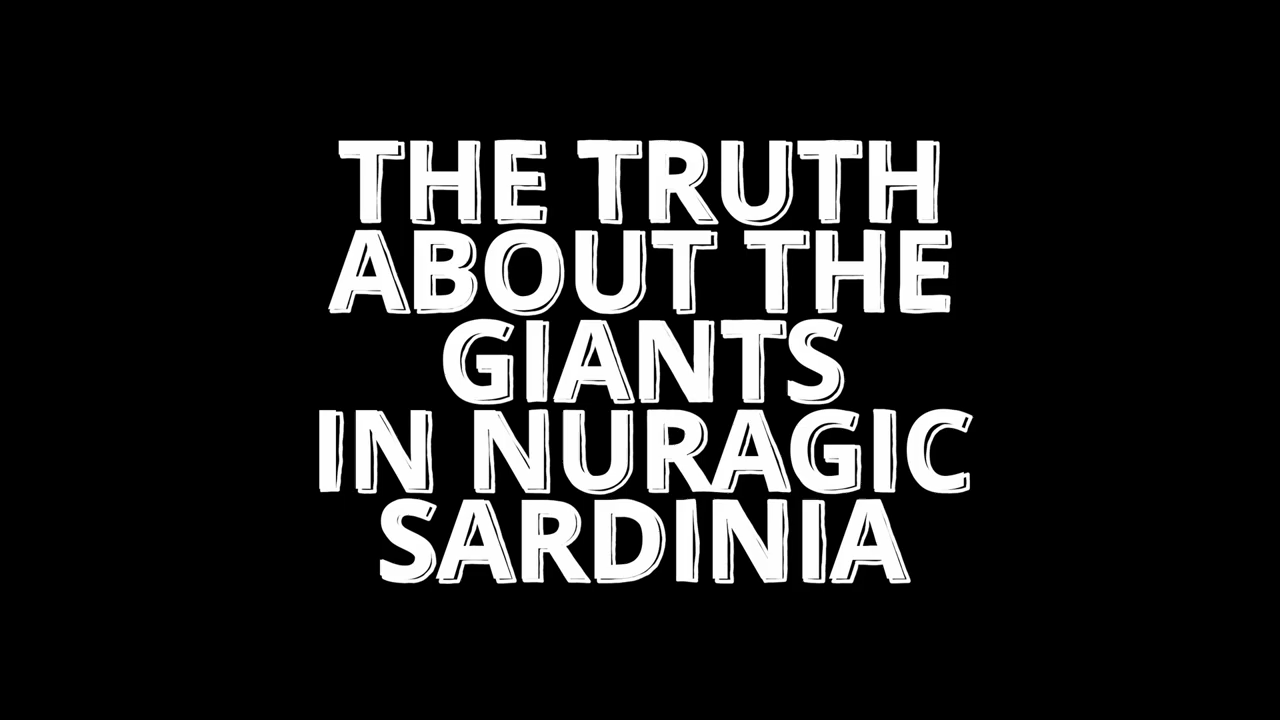 THE TRUTH
ABOUT THE
GIANTS
IN NURAGIC
SARDINIA